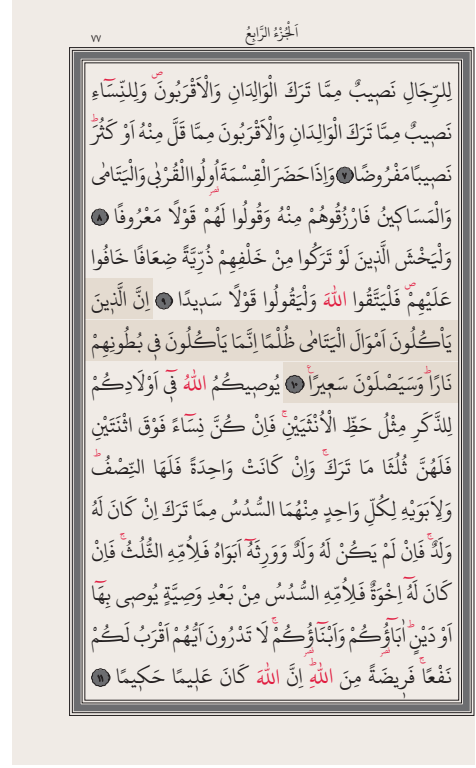 اَلْجُزْءُ الرَّابِعُ
٧٧
لِلرِّجَالِ نَصِيبٌ مِمَّا تَرَكَ الْوَالِدَانِ وَالْاَقْرَبُونَۖ وَلِلنِّسَٓاءِ
نَصِيبٌ مِمَّا تَرَكَ الْوَالِدَانِ وَالْاَقْرَبُونَ مِمَّا قَلَّ مِنْهُ اَوْ كَثُرَۜ
نَصِيبًا مَفْرُوضًا ﴿٧﴾ وَاِذَا حَضَرَ الْقِسْمَةَ اُو۬لُوا الْقُرْبٰى وَالْيَتَامٰى
وَالْمَسَاكِينُ فَارْزُقُوهُمْ مِنْهُ وَقُولُوا لَهُمْ قَوْلًا مَعْرُوفًا ﴿٨﴾
وَلْيَخْشَ الَّذِينَ لَوْ تَرَكُوا مِنْ خَلْفِهِمْ ذُرِّيَّةً ضِعَافًا خَافُوا
عَلَيْهِمْۖ فَلْيَتَّقُوا اللّٰهَ وَلْيَقُولُوا قَوْلًا سَدِيدًا ﴿٩﴾ اِنَّ الَّذِينَ
يَأْكُلُونَ اَمْوَالَ الْيَتَامٰى ظُلْمًا اِنَّمَا يَأْكُلُونَ فِي بُطُونِهِمْ
نَارًاۜ وَسَيَصْلَوْنَ سَعِيرًا۟ ﴿١٠﴾ يُوصِيكُمُ اللّٰهُ فِٓي اَوْلَادِكُمْ
لِلذَّكَرِ مِثْلُ حَظِّ الْاُنْثَيَيْنِۚ فَاِنْ كُنَّ نِسَٓاءً فَوْقَ اثْنَتَيْنِ
فَلَهُنَّ ثُلُثَا مَا تَرَكَۚ وَاِنْ كَانَتْ وَاحِدَةً فَلَهَا النِّصْفُۜ
وَلِاَبَوَيْهِ لِكُلِّ وَاحِدٍ مِنْهُمَا السُّدُسُ مِمَّا تَرَكَ اِنْ كَانَ لَهُ
وَلَدٌۚ فَاِنْ لَمْ يَكُنْ لَهُ وَلَدٌ وَوَرِثَهُٓ اَبَوَاهُ فَلِاُمِّهِ الثُّلُثُۚ فَاِنْ
كَانَ لَهُٓ اِخْوَةٌ فَلِاُمِّهِ السُّدُسُ مِنْ بَعْدِ وَصِيَّةٍ يُوصِي بِهَٓا
اَوْ دَيْنٍۜ اٰبَٓاؤُ۬كُمْ وَاَبْنَٓاؤُ۬كُمْۚ لَا تَدْرُونَ اَيُّهُمْ اَقْرَبُ لَكُمْ
نَفْعًاۚ فَرِيضَةً مِنَ اللّٰهِۜ اِنَّ اللّٰهَ كَانَ عَلِيمًا حَكِيمًا ﴿١١﴾